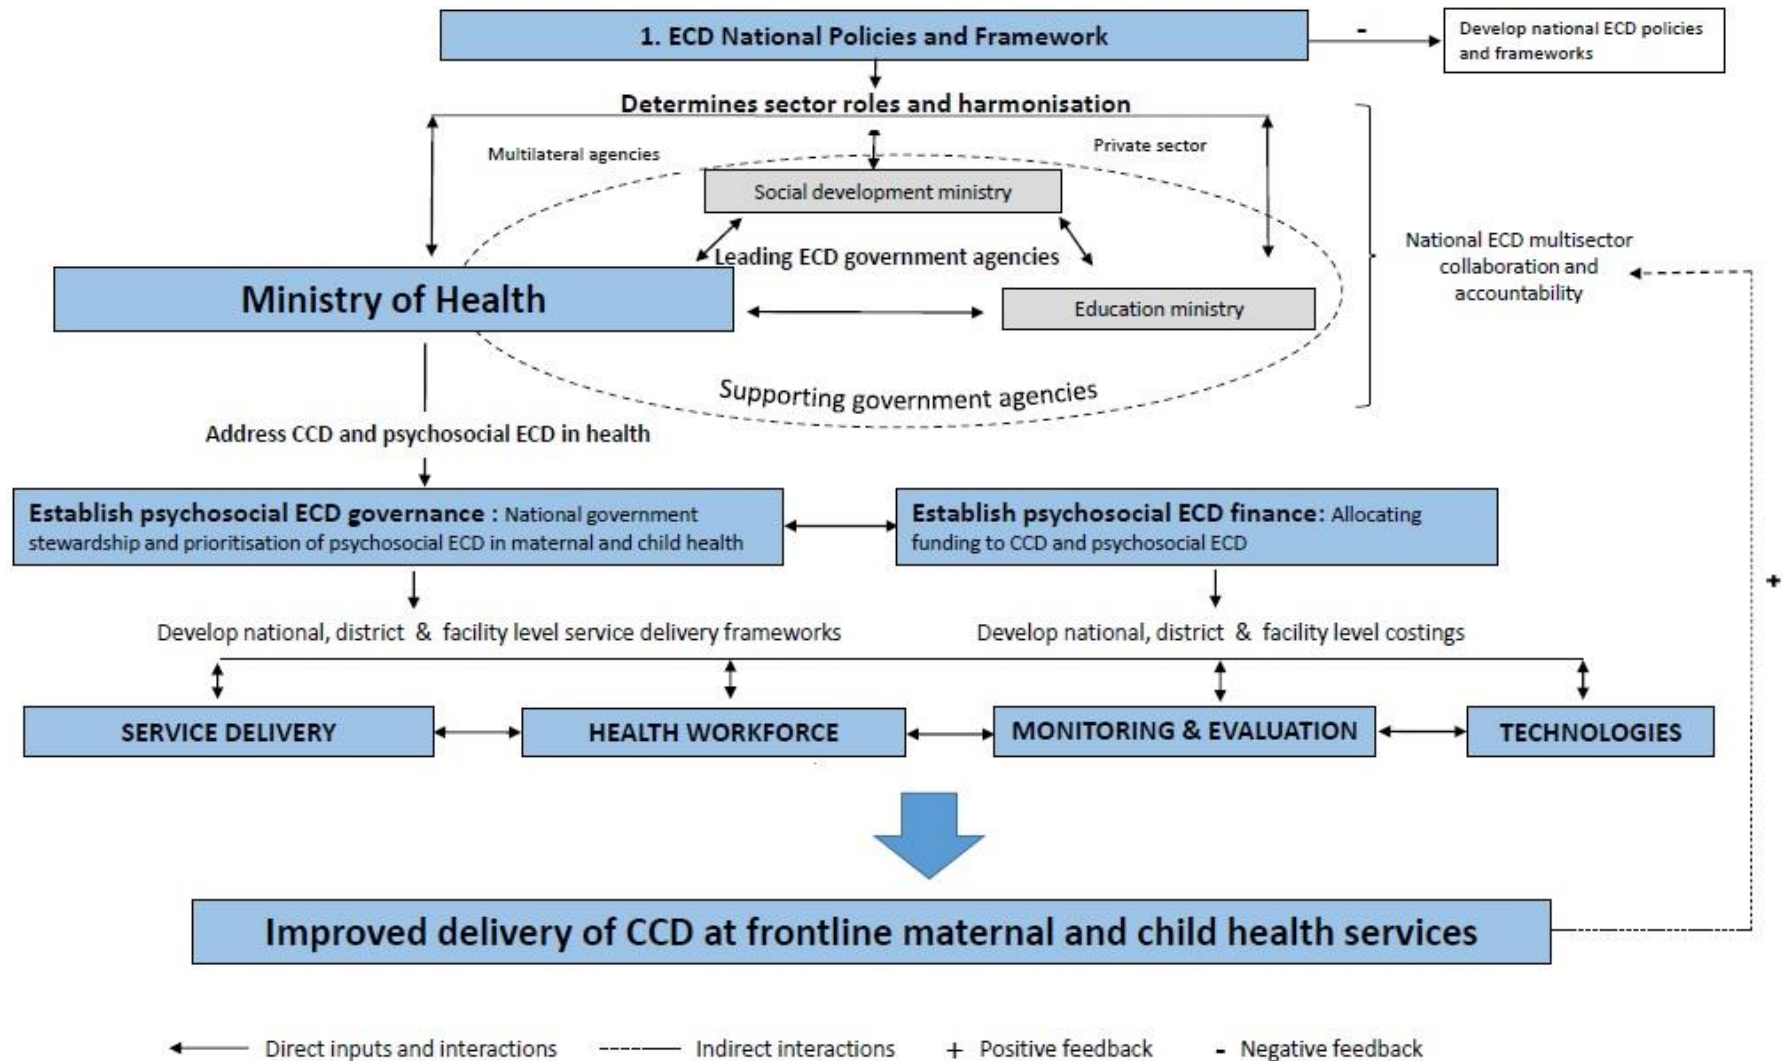 1. ECD National Policies and Framework
-
Develop national ECD policies
and frameworks
Determines sector roles and harmonisation
Multilateral agencies
Private sector
Social development ministry
Leading ECD government agencies
Ministry of Health
Education ministry
Supporting government agencies
National ECD multisector
collaboration and
accountability
Address CCD and psychosocial ECD in health
Establish psychosocial ECD governance : National government
stewardship and prioritisation of psychosocial ECD in maternal and child health
Establish psychosocial ECD finance: Allocating
funding to CCD and psychosocial ECD
+
Develop national, district & facility level service delivery frameworks
Develop national, district & facility level costings
SERVICE DELIVERY
HEALTH WORKFORCE
MONITORING & EVALUATION
TECHNOLOGIES
Improved delivery of CCD at frontline maternal and child health services
Direct inputs and interactions
Indirect interactions
+ Positive feedback
- Negative feedback